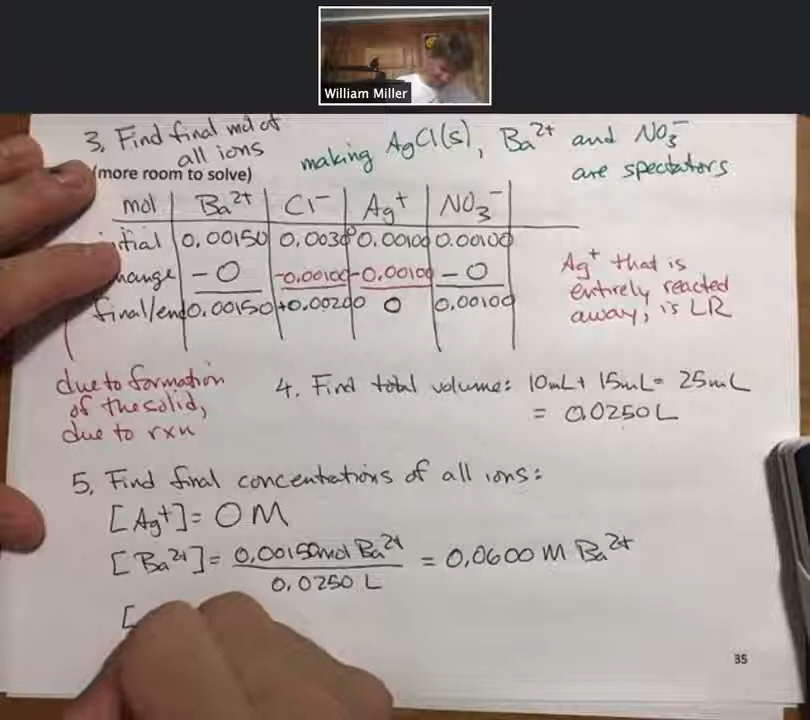 William Miller
3. Find final mol of
all ions
(more room to solve)
making AgCl(s), Ba²⁺ and NO₃⁻
are spectators
mol Ba²⁺ Cl⁻ Ag⁺ NO₃⁻
0.00150 0.0030 0.00100 0.00100
-0 -0.00100 -0.00100 -0
final/end 0.00150 +0.00200 0 0.00100
Ag⁺ that is
entirely reacted
away, is LR
due to formation
of the solid,
due to rxn
4. Find total volume: 10mL + 15mL = 25mL
= 0.0250 L
5. Find final concentrations of all ions:
[Ag⁺] = 0 M
[Ba²⁺] = 0.00150 mol Ba²⁺ = 0.0600 M Ba²⁺
0.0250 L
[
35